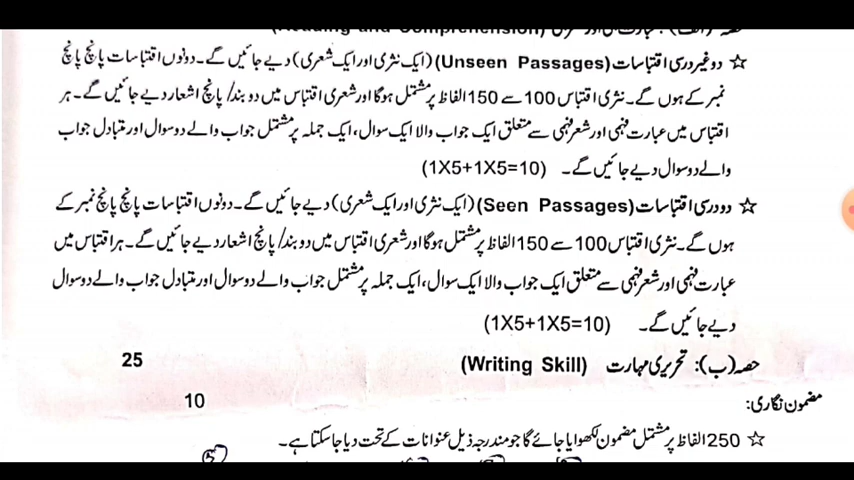 (Reading and Comprehension)
☆ دو غیر درسی اقتباسات (Unseen Passages) (ایک نثری اور ایک شعری) دیے جائیں گے۔ دونوں اقتباسات پانچ پانچ
نمبر کے ہوں گے۔ نثری اقتباس 100 سے 150 الفاظ پر مشتمل ہوگا اور شعری اقتباس میں دو بند/ پانچ اشعار دیے جائیں گے۔ ہر
اقتباس میں عبارت فہمی اور شعر فہمی سے متعلق ایک جواب والا ایک سوال، ایک جملہ پر مشتمل جواب والے دو سوال اور متبادل جواب
والے دو سوال دیے جائیں گے۔ (1X5+1X5=10)
☆ دو درسی اقتباسات (Seen Passages) (ایک نثری اور ایک شعری) دیے جائیں گے۔ دونوں اقتباسات پانچ پانچ نمبر کے
ہوں گے۔ نثری اقتباس 100 سے 150 الفاظ پر مشتمل ہوگا اور شعری اقتباس میں دو بند/ پانچ اشعار دیے جائیں گے۔ ہر اقتباس میں
عبارت فہمی اور شعر فہمی سے متعلق ایک جواب والا ایک سوال، ایک جملہ پر مشتمل جواب والے دو سوال اور متبادل جواب والے دو سوال
دیے جائیں گے۔ (1X5+1X5=10)
حصہ (ب): تحریری مہارت (Writing Skill) 25
مضمون نگاری: 10
☆ 250 الفاظ پر مشتمل مضمون لکھوایا جائے گا جو مندرجہ ذیل عنوانات کے تحت دیا جا سکتا ہے۔